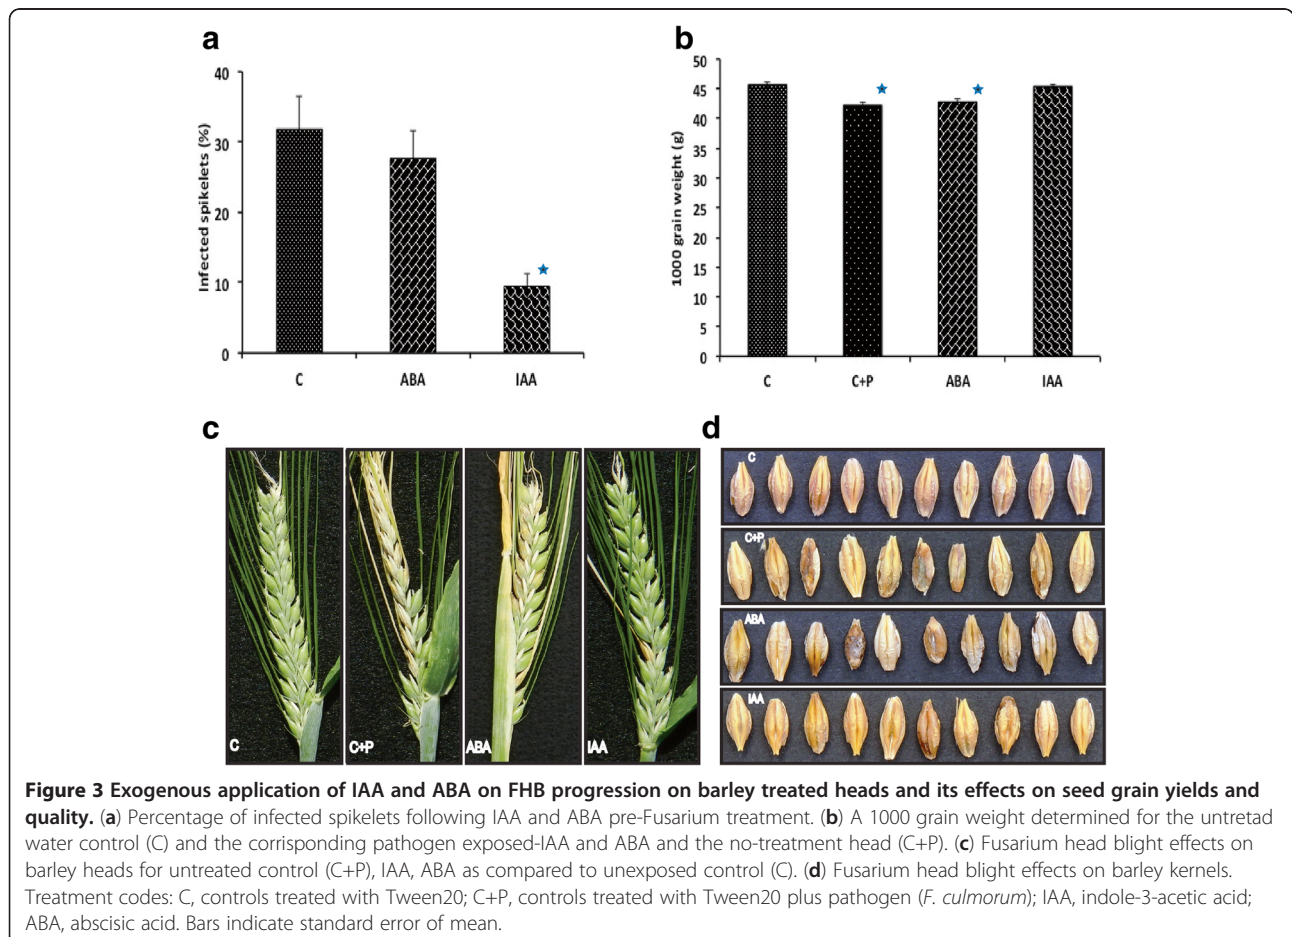 a
40
30
20
10
0
Infected spikelets (%)
C ABA IAA
b
50
45
40
35
30
25
20
15
10
5
0
1000 grain weight (g)
C C+P ABA IAA
c
C C+P ABA IAA
d
C
C+P
ABA
IAA
Figure 3 Exogenous application of IAA and ABA on FHB progression on barley treated heads and its effects on seed grain yields and
quality. (a) Percentage of infected spikelets following IAA and ABA pre-Fusarium treatment. (b) A 1000 grain weight determined for the untretad
water control (C) and the corrisponding pathogen exposed-IAA and ABA and the no-treatment head (C+P). (c) Fusarium head blight effects on
barley heads for untreated control (C+P), IAA, ABA as compared to unexposed control (C). (d) Fusarium head blight effects on barley kernels.
Treatment codes: C, controls treated with Tween20; C+P, controls treated with Tween20 plus pathogen (F. culmorum); IAA, indole-3-acetic acid;
ABA, abscisic acid. Bars indicate standard error of mean.